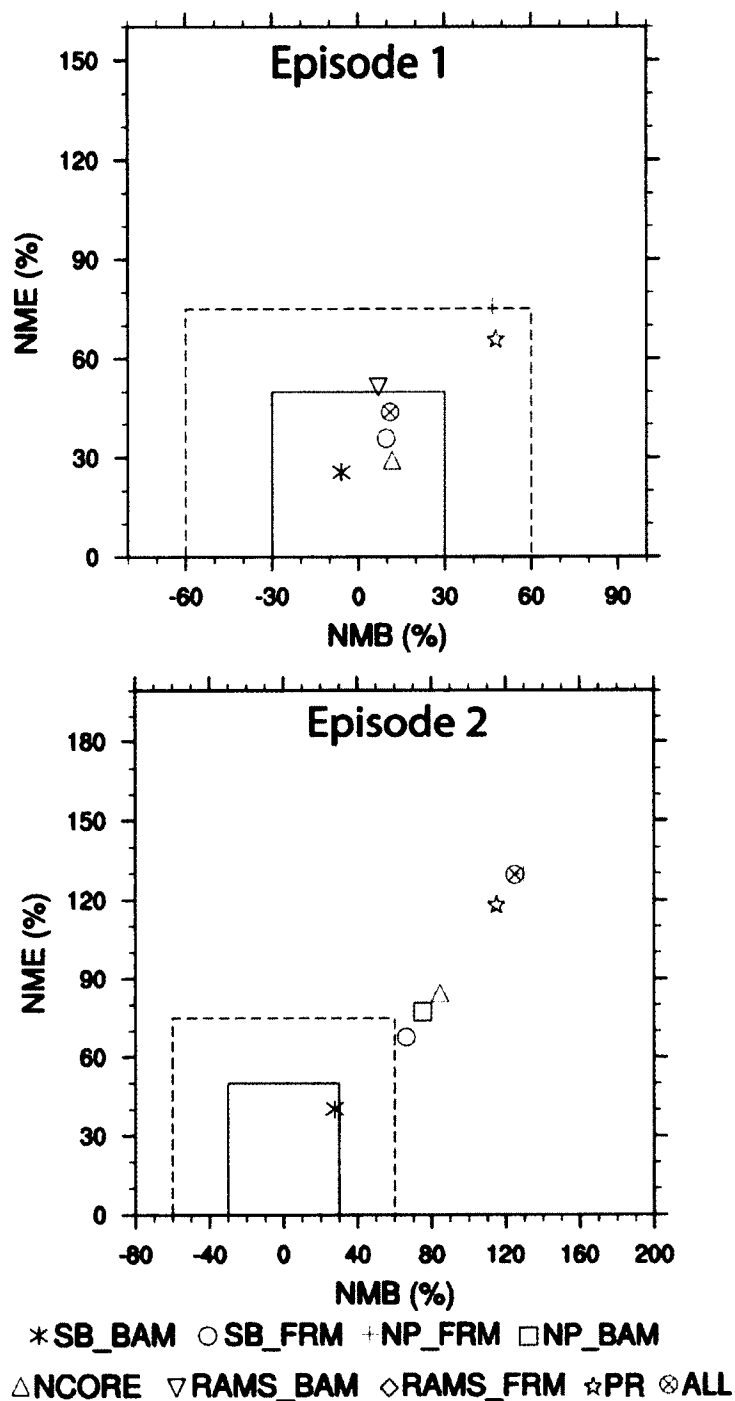 Episode 1
150
120
90
60
30
0
NME (%)
-60 -30 0 30 60 90
NMB (%)
Episode 2
180
150
120
90
60
30
0
NME (%)
-80 -40 0 40 80 120 160 200
NMB (%)
SB_BAM SB_FRM NP_FRM NP_BAM
NCORE RAMS_BAM RAMS_FRM PR ALL